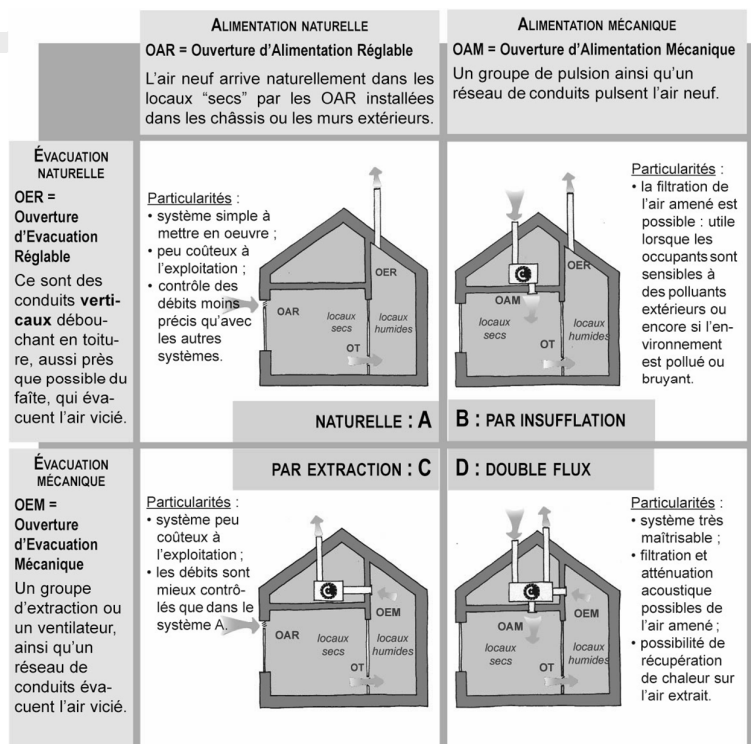 ALIMENTATION NATURELLE
OAR = Ouverture d'Alimentation Réglable
L'air neuf arrive naturellement dans les
locaux "secs" par les OAR installées
dans les châssis ou les murs extérieurs.
ALIMENTATION MÉCANIQUE
OAM = Ouverture d'Alimentation Mécanique
Un groupe de pulsion ainsi qu'un
réseau de conduits pulsent l'air neuf.
ÉVACUATION
NATURELLE
OER =
Ouverture
d'Evacuation
Réglable
Ce sont des
conduits verti-
caux débou-
chant en toitu-
re, aussi près
que possible du
faîte, qui éva-
cuent l'air vicié.
Particularités :
• système simple à
mettre en oeuvre ;
• peu coûteux à
l'exploitation ;
• contrôle des
débits moins
précis qu'avec
les autres
systèmes.
OER
OAR
locaux
secs
locaux
humides
OT
NATURELLE : A
OAM
OER
locaux
secs
locaux
humides
OT
Particularités :
• la filtration de
l'air amené est
possible : utile
lorsque les
occupants sont
sensibles à
des polluants
extérieurs ou
encore si l'en-
vironnement
est pollué ou
bruyant.
B : PAR INSUFFLATION
ÉVACUATION
MÉCANIQUE
OEM =
Ouverture
d'Evacuation
Mécanique
Un groupe
d'extraction ou
un ventilateur,
ainsi qu'un
réseau de
conduits éva-
cuent l'air vicié.
PAR EXTRACTION : C
Particularités :
• système peu
coûteux à
l'exploitation ;
• les débits sont
mieux contrô-
lés que dans le
système A.
OEM
OAR
locaux
secs
locaux
humides
OT
D : DOUBLE FLUX
OAM
OEM
locaux
secs
locaux
humides
OT
Particularités :
• système très
maîtrisable ;
• filtration et
atténuation
acoustique
possibles de
l'air amené ;
• possibilité de
récupération
de chaleur sur
l'air extrait.